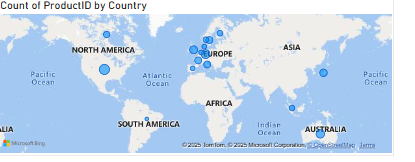 Count of ProductID by Country
NORTH AMERICA
EUROPE
ASIA
Pacific
Ocean
Atlantic
Ocean
Pacific
Ocean
AFRICA
Indian
Ocean
SOUTH AMERICA
AUSTRALIA
ALIA
Microsoft Bing
© 2025 TomTom, © 2025 Microsoft Corporation, © OpenStreetMap Terms